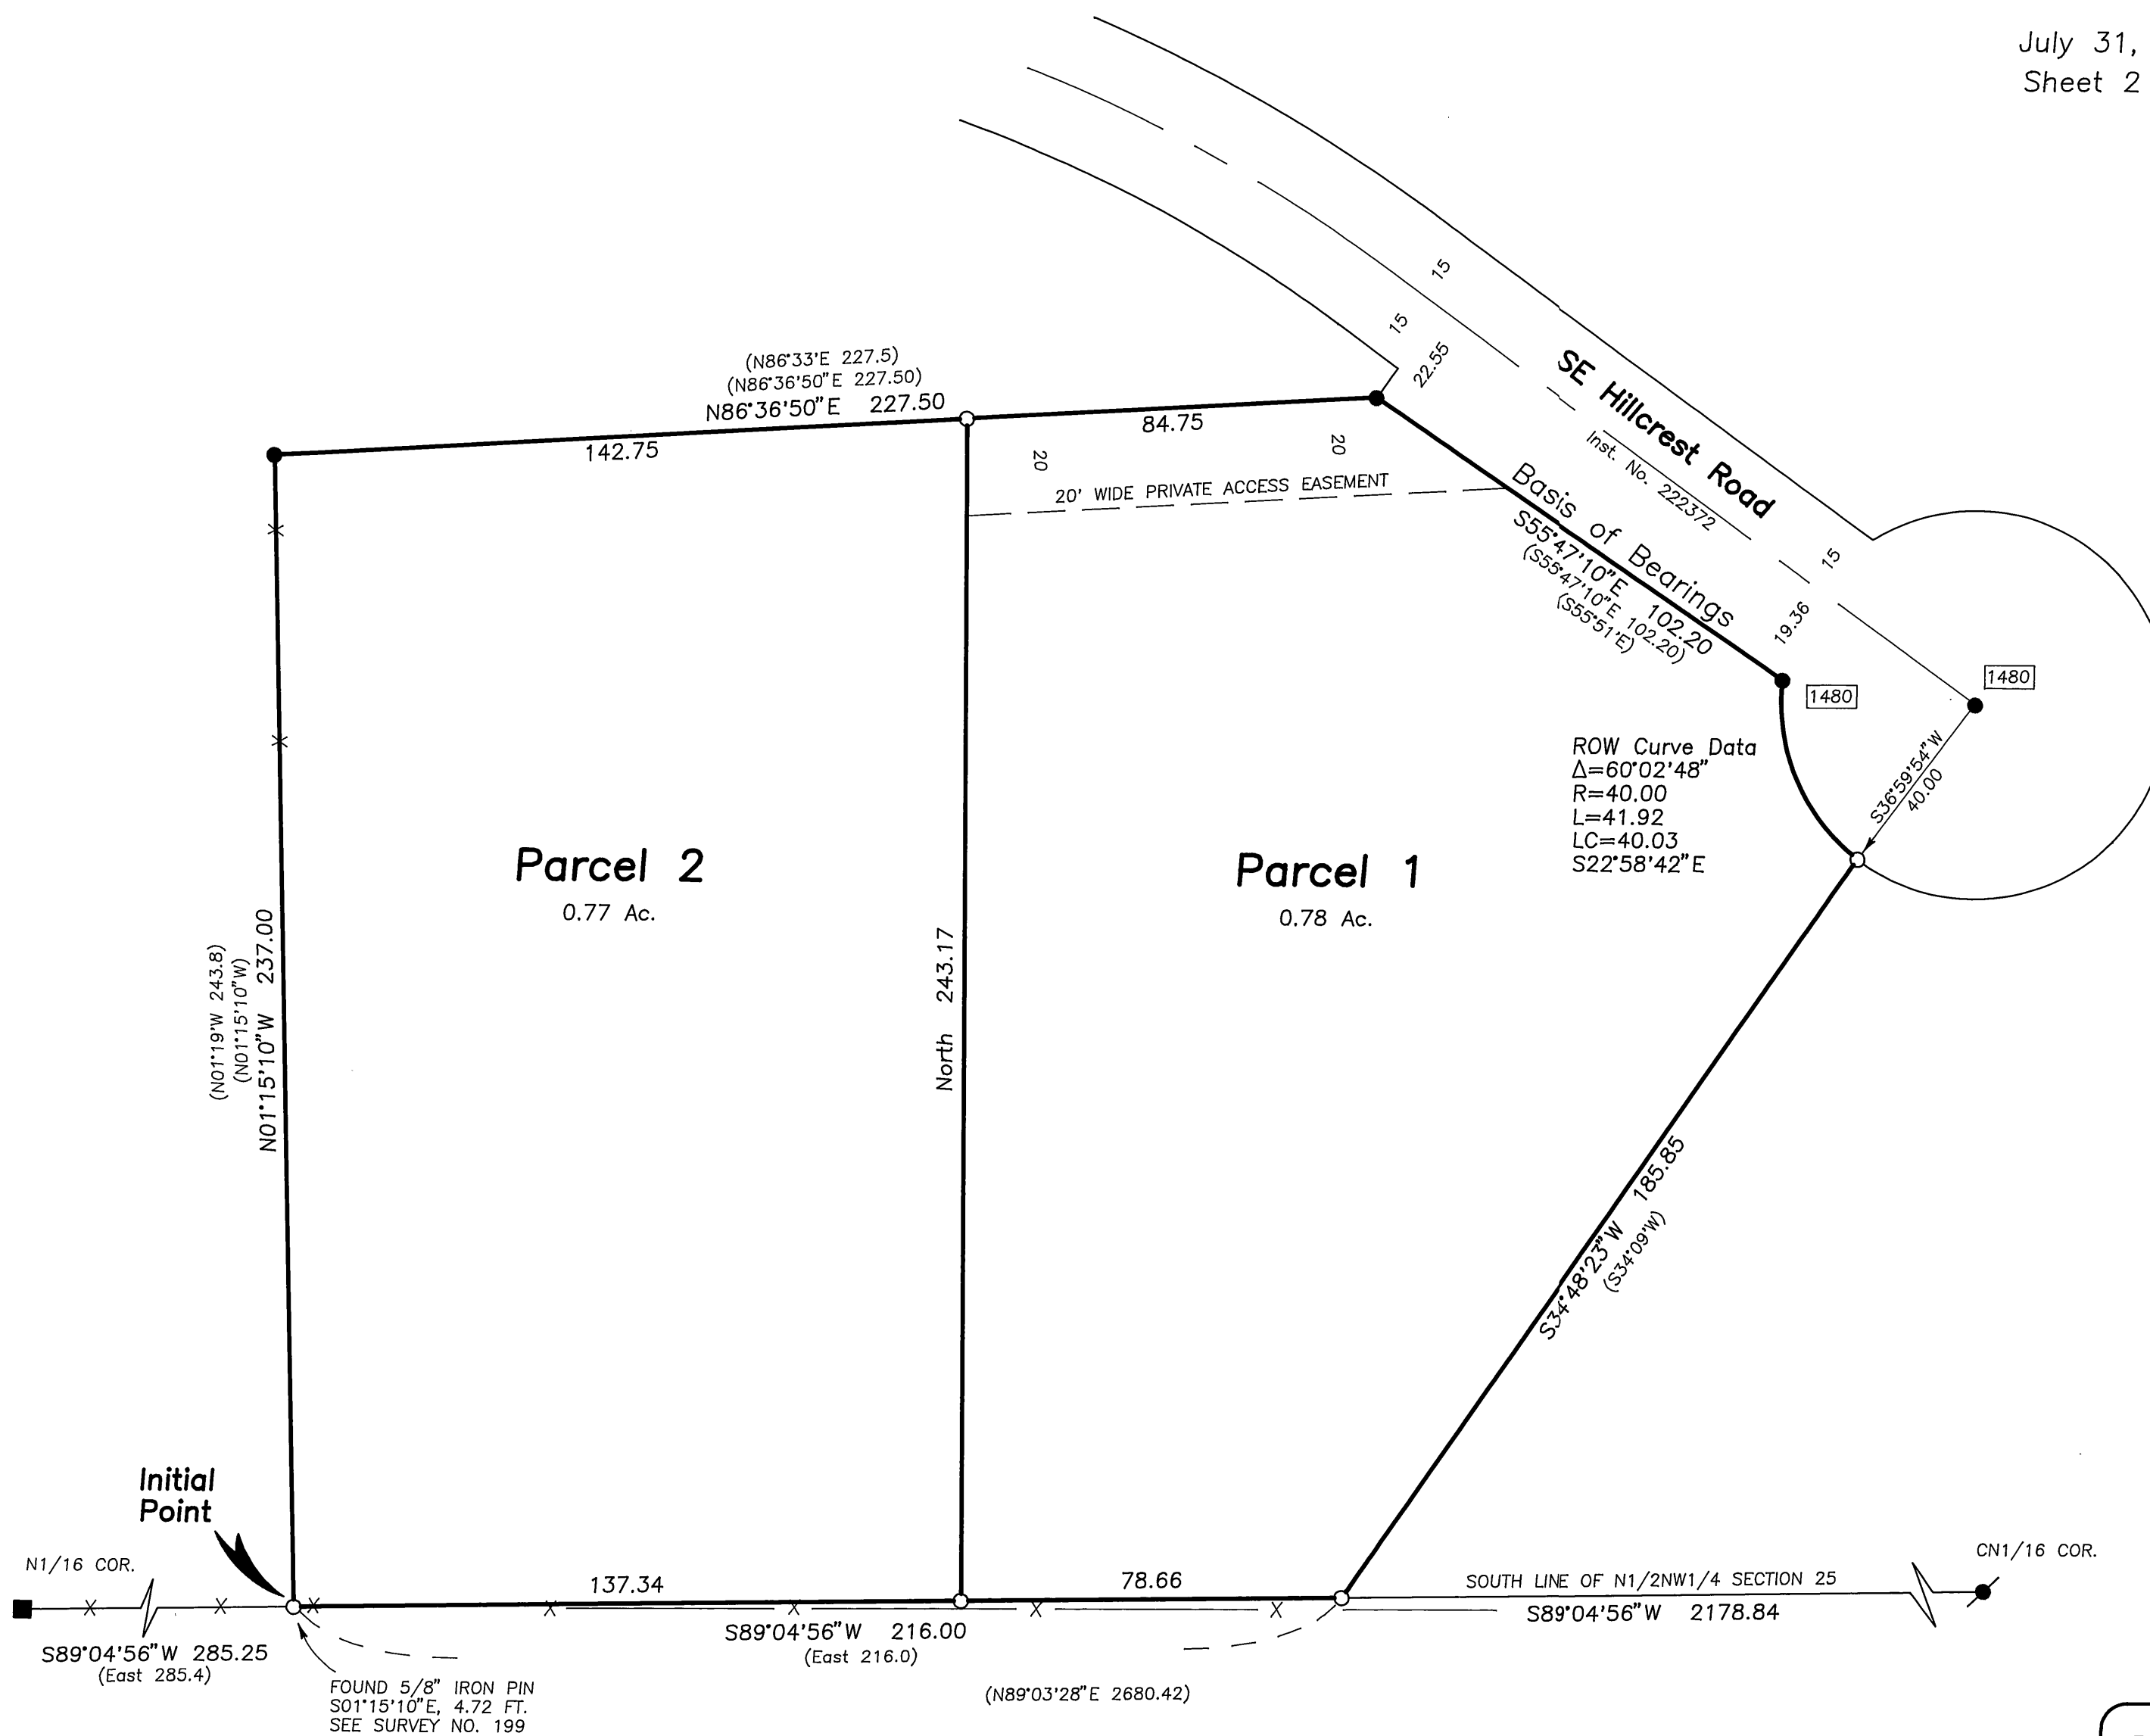 July 31,
Sheet 2
15
15
22.55
SE Hillcrest Road
Inst. No. 222372
(N86°33'E 227.5)
(N86°36'50"E 227.50)
N86°36'50"E 227.50
142.75
84.75
20
20
20' WIDE PRIVATE ACCESS EASEMENT
Basis of Bearings
S55°47'10"E 102.20
(S55°47'10"E 102.20)
(S55°51'E)
15
19.36
1480
1480
S36°59'54"W
40.00
ROW Curve Data
Δ=60°02'48"
R=40.00
L=41.92
LC=40.03
S22°58'42"E
Parcel 2
0.77 Ac.
Parcel 1
0.78 Ac.
(N01°19'W 243.8)
(N01°15'10"W)
N01°15'10"W 237.00
North 243.17
S34°48'23"W 185.85
(S34°09'W)
Initial
Point
N1/16 COR.
CN1/16 COR.
137.34
78.66
SOUTH LINE OF N1/2NW1/4 SECTION 25
S89°04'56"W 2178.84
S89°04'56"W 216.00
(East 216.0)
S89°04'56"W 285.25
(East 285.4)
FOUND 5/8" IRON PIN
S01°15'10"E, 4.72 FT.
SEE SURVEY NO. 199
(N89°03'28"E 2680.42)